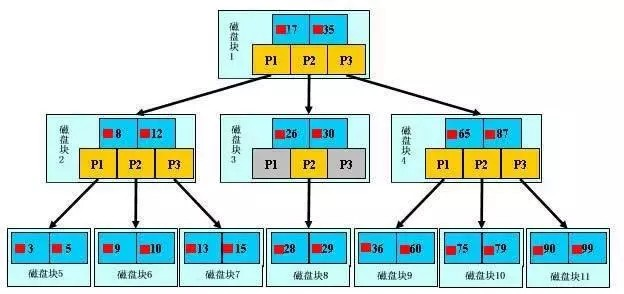 磁盘块1
17 35
P1 P2 P3
磁盘块2
8 12
P1 P2 P3
磁盘块3
26 30
P1 P2 P3
磁盘块4
65 87
P1 P2 P3
3 5
磁盘块5
9 10
磁盘块6
13 15
磁盘块7
28 29
磁盘块8
36 60
磁盘块9
75 79
磁盘块10
90 99
磁盘块11